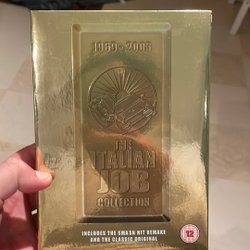 1969-2003
THE
ITALIAN
JOB
COLLECTION
INCLUDES THE SMASH HIT REMAKE
AND THE CLASSIC ORIGINAL
12